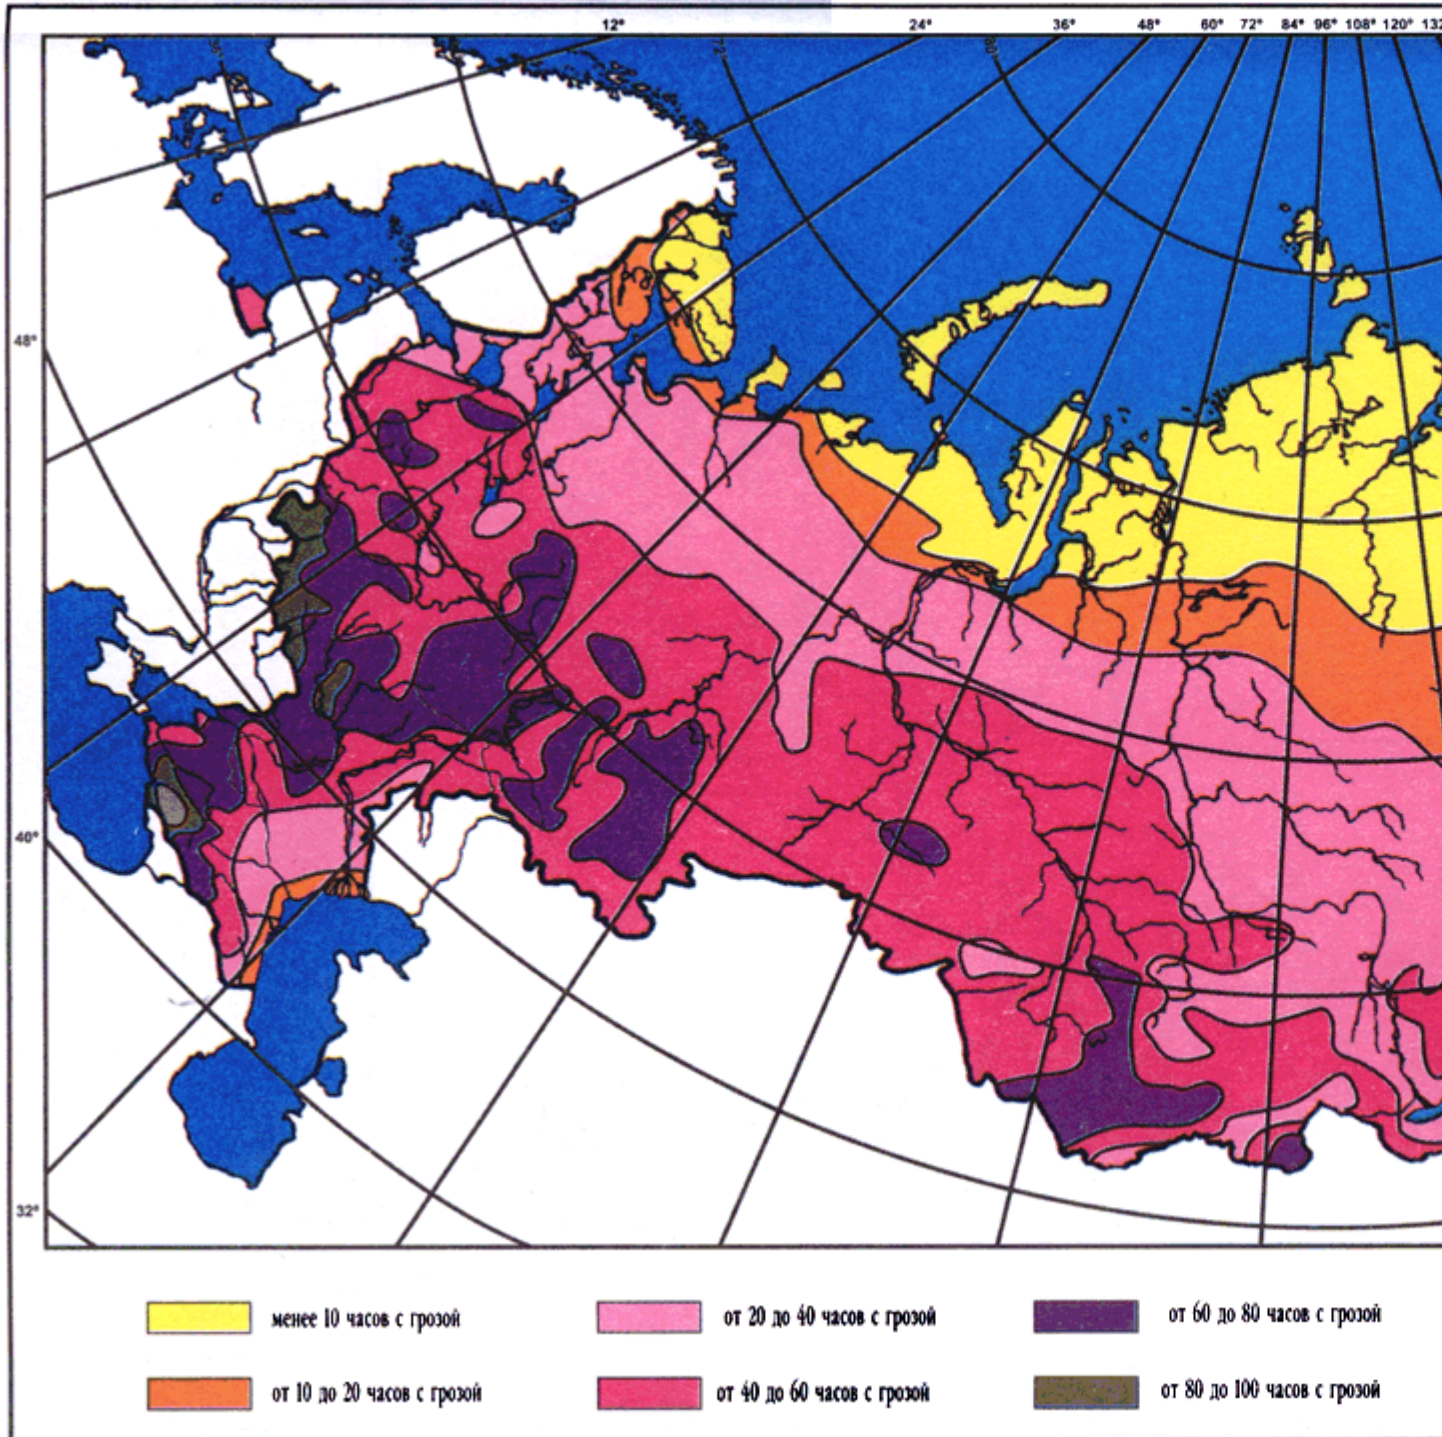 12° 24° 36° 48° 60° 72° 84° 96° 108° 120° 132
48°
40°
32°
менее 10 часов с грозой
от 20 до 40 часов с грозой
от 60 до 80 часов с грозой
от 10 до 20 часов с грозой
от 40 до 60 часов с грозой
от 80 до 100 часов с грозой